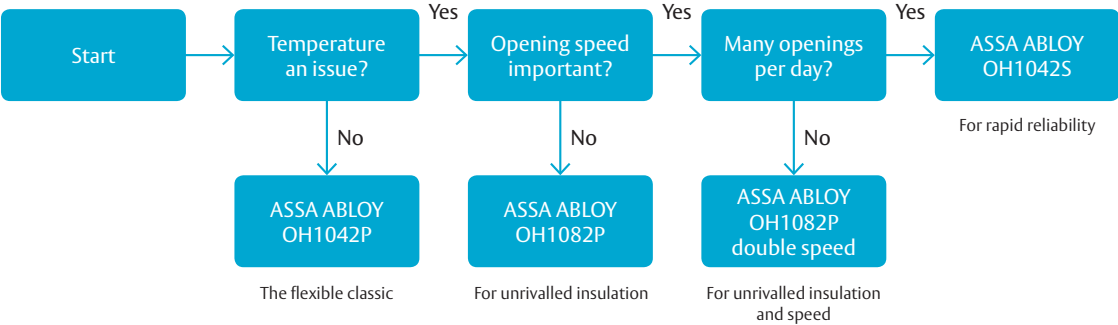 Yes
Yes
Yes
Start
Temperature
an issue?
Opening speed
important?
Many openings
per day?
ASSA ABLOY
OH1042S
For rapid reliability
No
No
No
ASSA ABLOY
OH1042P
ASSA ABLOY
OH1082P
ASSA ABLOY
OH1082P
double speed
The flexible classic
For unrivalled insulation
For unrivalled insulation
and speed